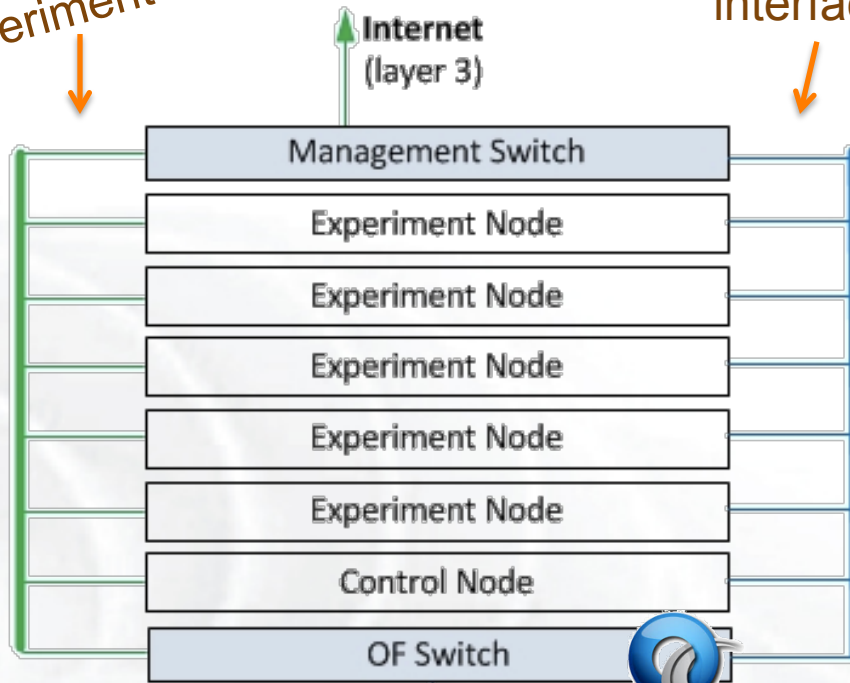 eriment
Interfac
Internet
(layer 3)
Management Switch
Experiment Node
Experiment Node
Experiment Node
Experiment Node
Experiment Node
Control Node
OF Switch